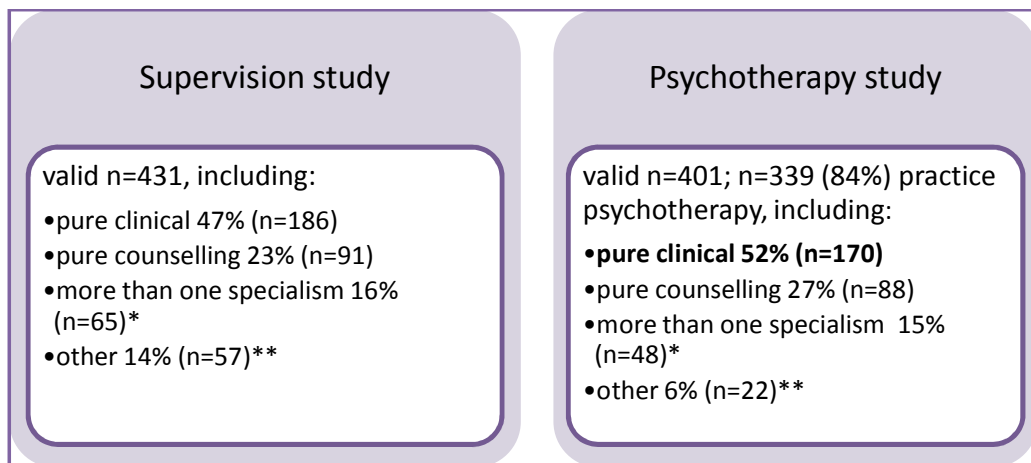 Supervision study
valid n=431, including:
•pure clinical 47% (n=186)
•pure counselling 23% (n=91)
•more than one specialism 16%
(n=65)*
•other 14% (n=57)**
Psychotherapy study
valid n=401; n=339 (84%) practice
psychotherapy, including:
•pure clinical 52% (n=170)
•pure counselling 27% (n=88)
•more than one specialism 15%
(n=48)*
•other 6% (n=22)**